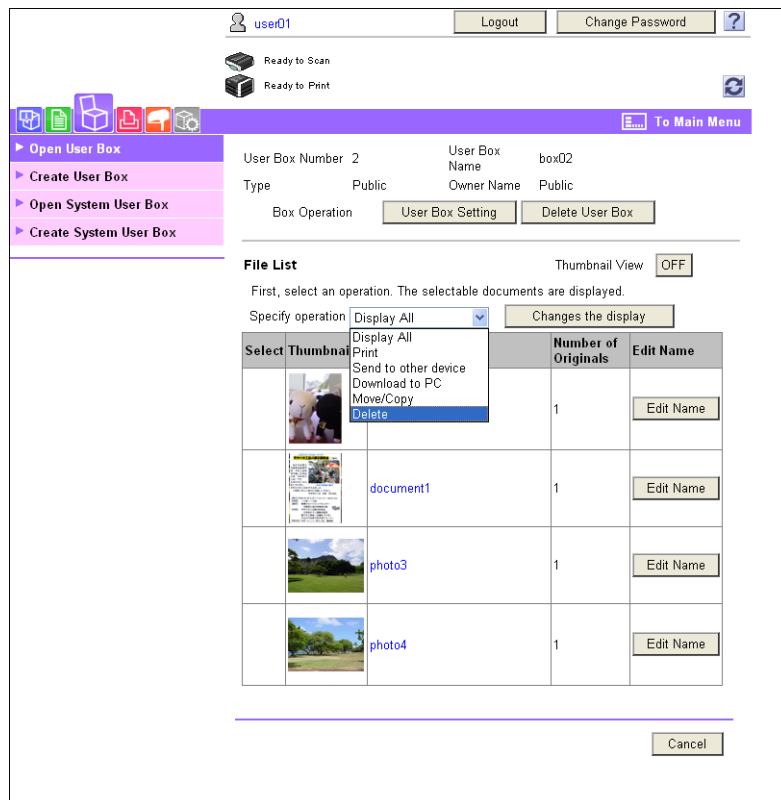 user01
Logout
Change Password
?
Ready to Scan
Ready to Print
To Main Menu
Open User Box
Create User Box
Open System User Box
Create System User Box
User Box Number 2 User Box Name box02
Type Public Owner Name Public
Box Operation User Box Setting Delete User Box
File List Thumbnail View OFF
First, select an operation. The selectable documents are displayed.
Specify operation Display All Changes the display
Display All
Print
Send to other device
Download to PC
Move/Copy
Delete
Select Number of Originals Edit Name
1 Edit Name
document1 1 Edit Name
photo3 1 Edit Name
photo4 1 Edit Name
Cancel